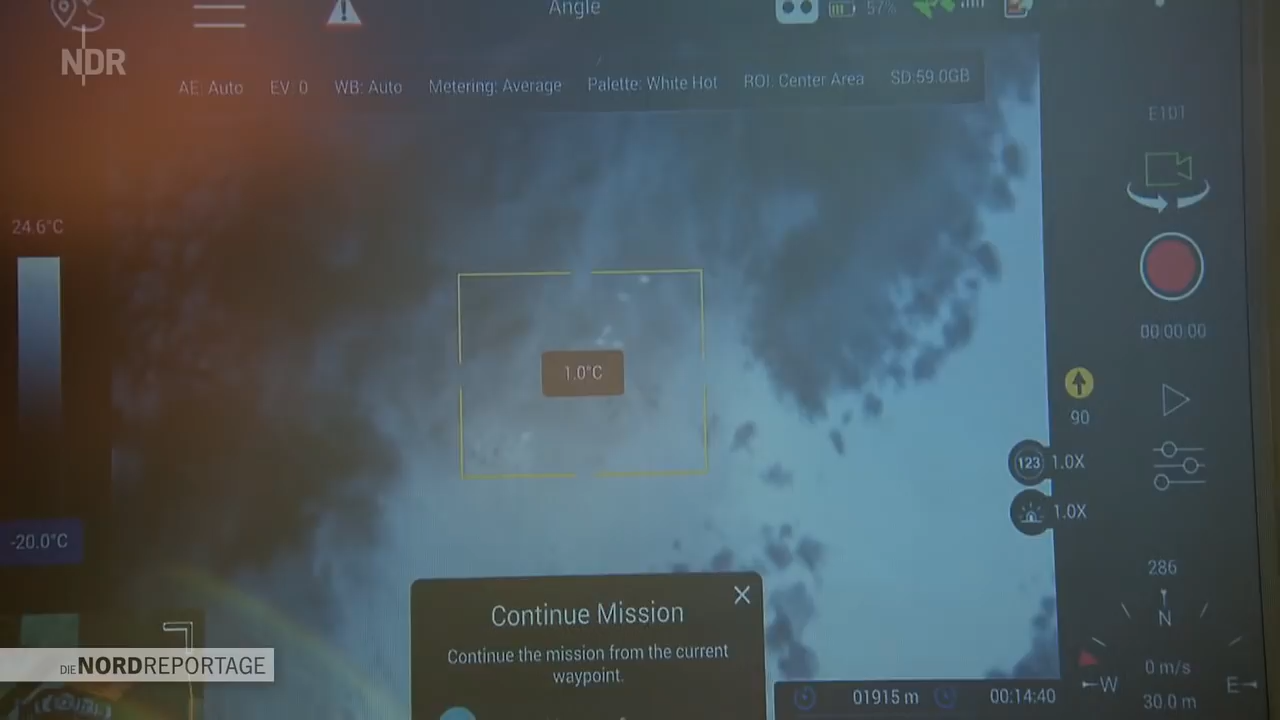 Angle
57%
NDR
AE: Auto EV: 0 WB: Auto Metering: Average Palette: White Hot ROI: Center Area SD:59.0GB
E101
24.6°C
00:00:00
1.0°C
90
123 1.0X
1.0X
-20.0°C
286
N
Continue Mission
Continue the mission from the current
waypoint.
DIE NORDREPORTAGE
W 0 m/s E
30.0 m
01915 m 00:14:40